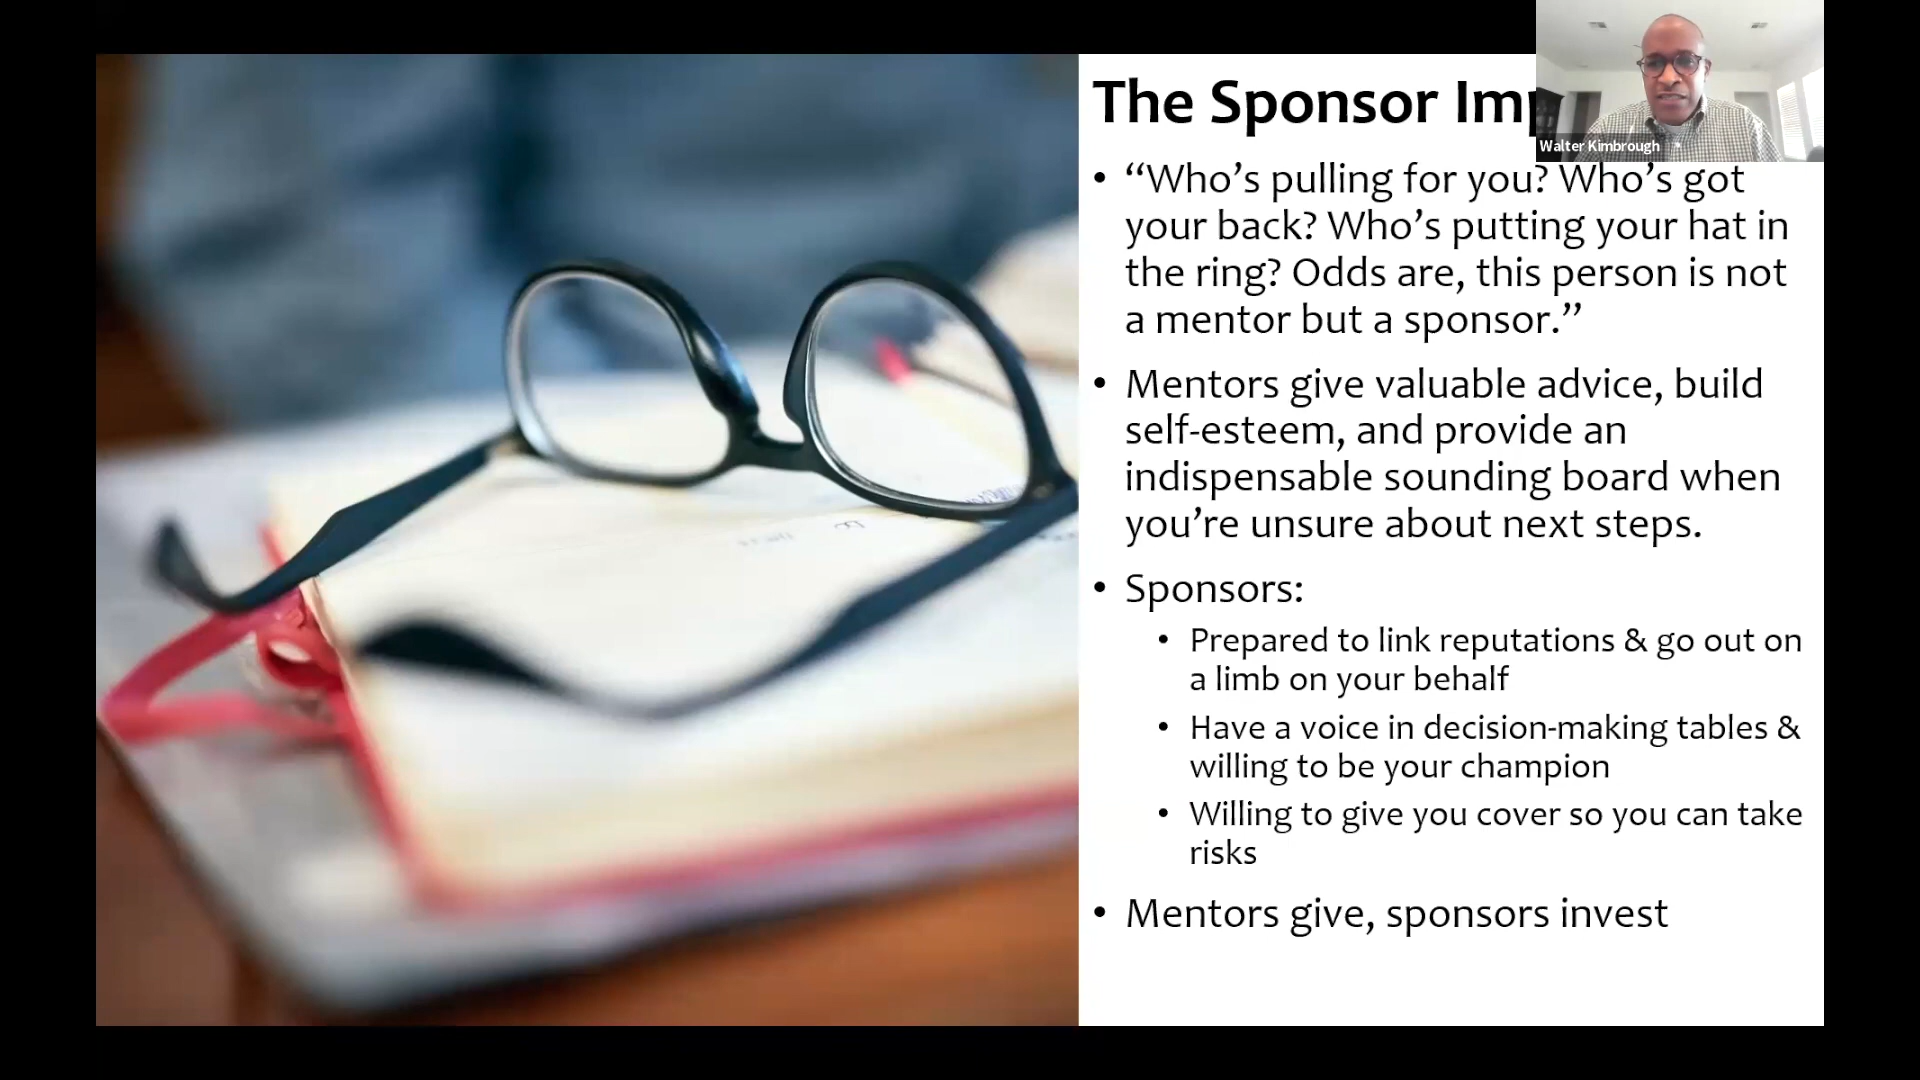 The Sponsor Im
Walter Kimbrough
• “Who’s pulling for you? Who’s got
your back? Who’s putting your hat in
the ring? Odds are, this person is not
a mentor but a sponsor.”
• Mentors give valuable advice, build
self-esteem, and provide an
indispensable sounding board when
you’re unsure about next steps.
• Sponsors:
• Prepared to link reputations & go out on
a limb on your behalf
• Have a voice in decision-making tables &
willing to be your champion
• Willing to give you cover so you can take
risks
• Mentors give, sponsors invest